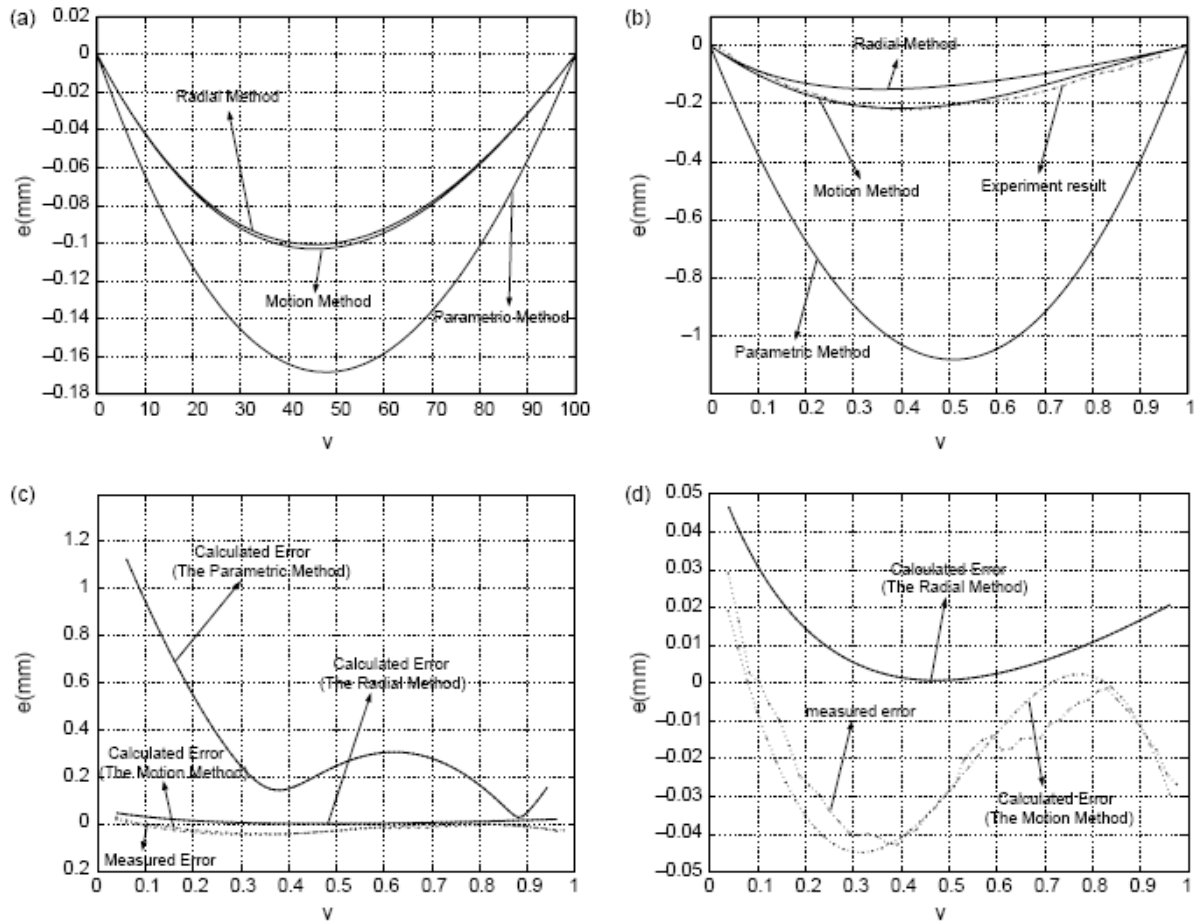 (a)
0.02
0
−0.02
−0.04
−0.06
−0.08
−0.1
−0.12
−0.14
−0.16
−0.18
e(mm)
Radial Method
Motion Method
Parametric Method
0 10 20 30 40 50 60 70 80 90 100
v
(b)
0
−0.2
−0.4
−0.6
−0.8
−1
e(mm)
Radial Method
Motion Method
Experiment result
Parametric Method
0 0.1 0.2 0.3 0.4 0.5 0.6 0.7 0.8 0.9 1
v
(c)
1.2
1
0.8
0.6
0.4
0.2
0
0.2
e(mm)
Calculated Error
(The Parametric Method)
Calculated Error
(The Radial Method)
Calculated Error
(The Motion Method)
Measured Error
0 0.1 0.2 0.3 0.4 0.5 0.6 0.7 0.8 0.9 1
v
(d)
0.05
0.04
0.03
0.02
0.01
0
−0.01
−0.02
−0.03
−0.04
−0.05
e(mm)
Calculated Error
(The Radial Method)
measured error
Calculated Error
(The Motion Method)
0 0.1 0.2 0.3 0.4 0.5 0.6 0.7 0.8 0.9 1
v